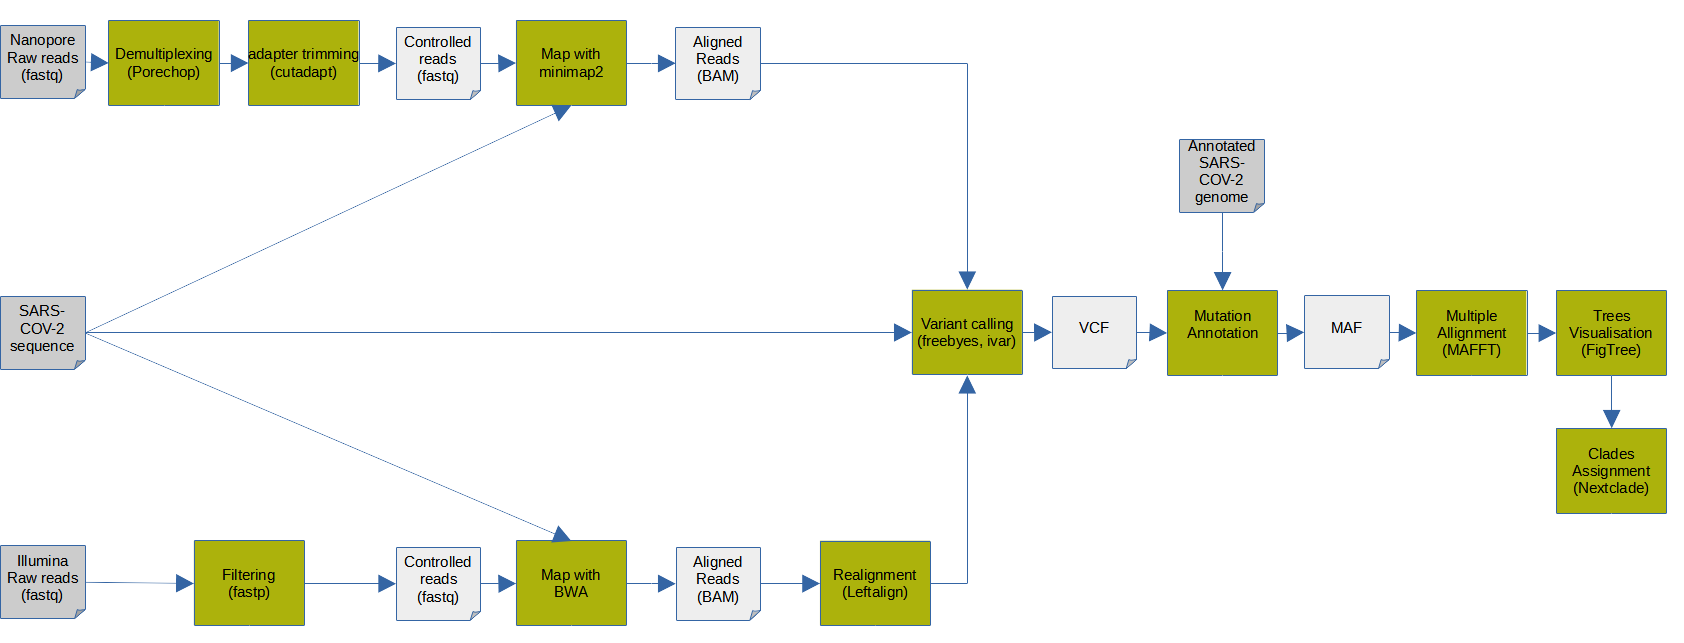 Nanopore
Raw reads
(fastq)
Demultiplexing
(Porechop)
adapter trimming
(cutadapt)
Controlled
reads
(fastq)
Map with
minimap2
Aligned
Reads
(BAM)
Annotated
SARS-
COV-2
genome
SARS-
COV-2
sequence
Variant calling
(freebyes, ivar)
VCF
Mutation
Annotation
MAF
Multiple
Allignment
(MAFFT)
Trees
Visualisation
(FigTree)
Clades
Assignment
(Nextclade)
Illumina
Raw reads
(fastq)
Filtering
(fastp)
Controlled
reads
(fastq)
Map with
BWA
Aligned
Reads
(BAM)
Realignment
(Leftalign)